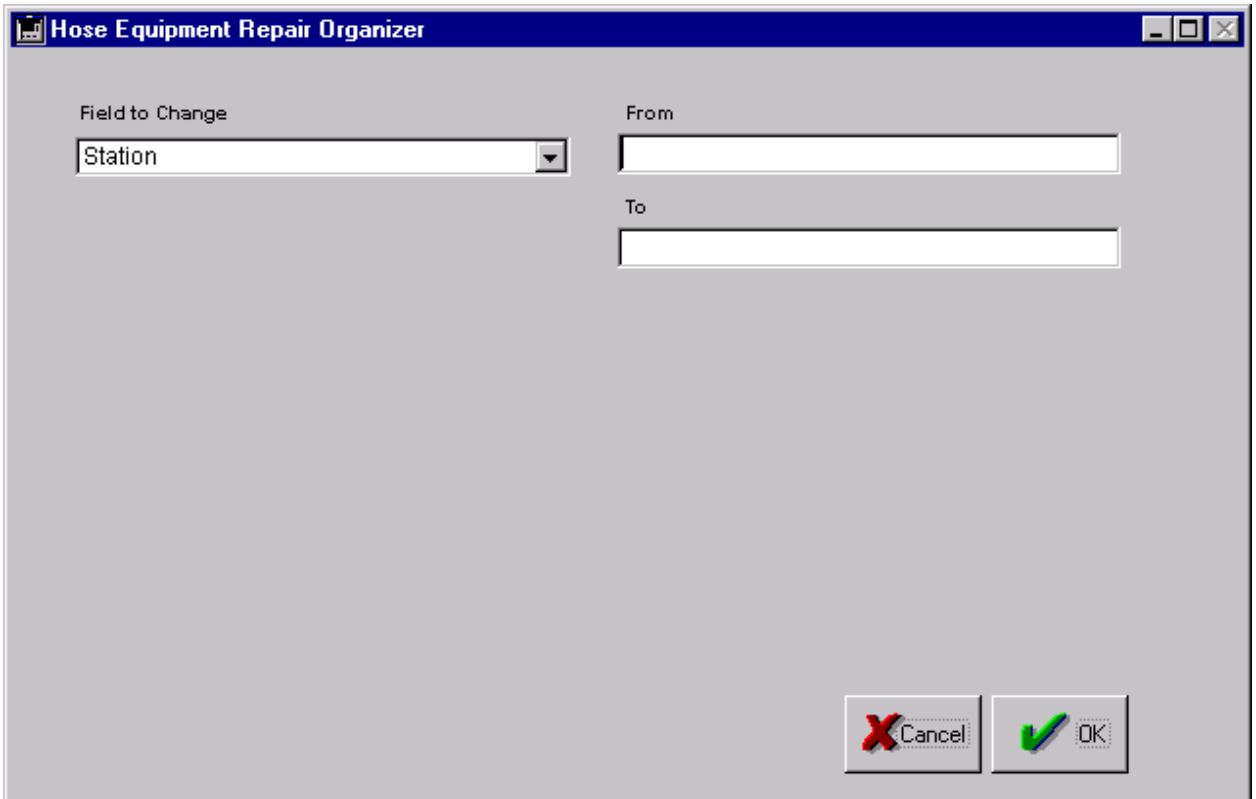 Hose Equipment Repair Organizer
Field to Change
Station
From
To
Cancel
OK